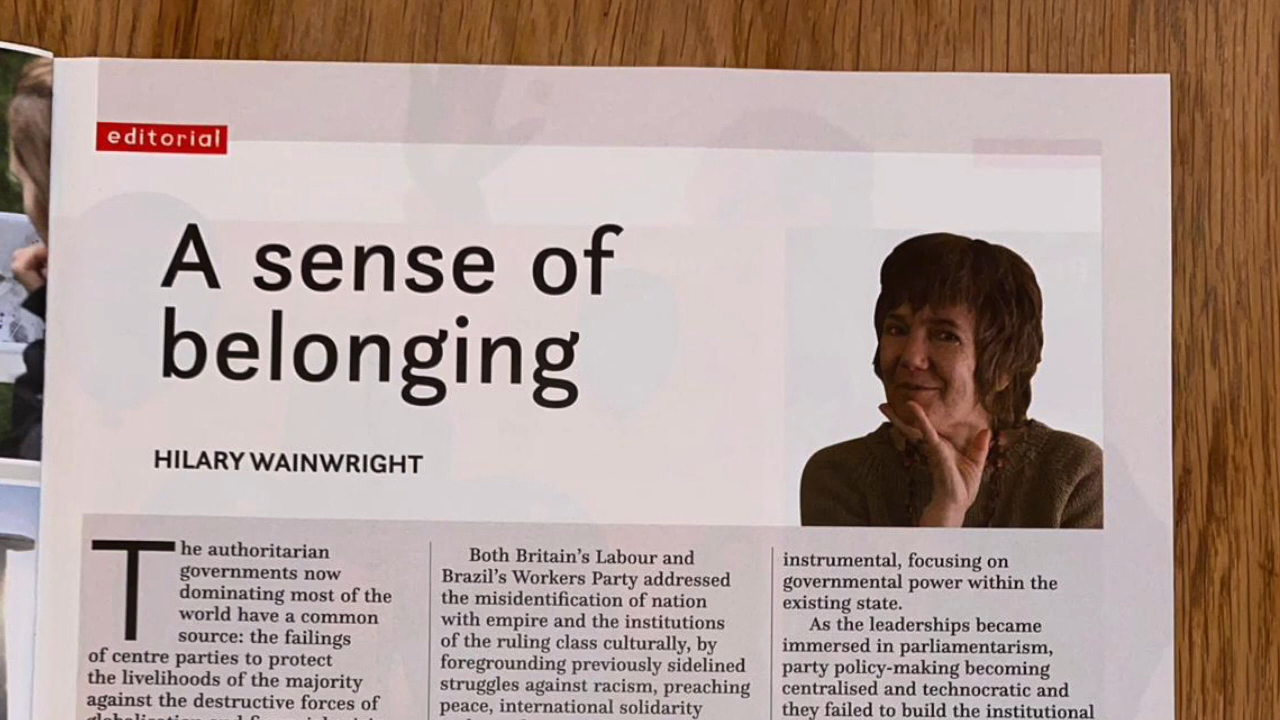 editorial
A sense of
belonging
HILARY WAINWRIGHT
The authoritarian
governments now
dominating most of the
world have a common
source: the failings
of centre parties to protect
the livelihoods of the majority
against the destructive forces of
Both Britain’s Labour and
Brazil’s Workers Party addressed
the misidentification of nation
with empire and the institutions
of the ruling class culturally, by
foregrounding previously sidelined
struggles against racism, preaching
peace, international solidarity
instrumental, focusing on
governmental power within the
existing state.
As the leaderships became
immersed in parliamentarism,
party policy-making becoming
centralised and technocratic and
they failed to build the institutional